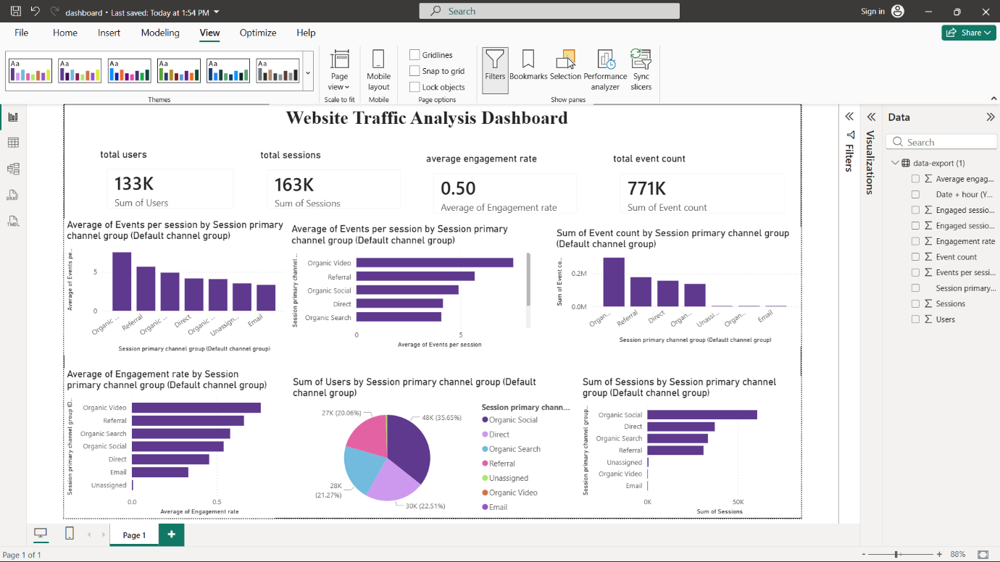 dashboard • Last saved: Today at 1:54 PM
Search
Sign in
File
Home
Insert
Modeling
View
Optimize
Help
Share
Aa
Aa
Aa
Aa
Aa
Aa
Themes
Page
view
Scale to fit
Mobile
layout
Mobile
Gridlines
Snap to grid
Lock objects
Page options
Filters
Bookmarks
Selection
Performance
analyzer
Sync
slicers
Show panes
DAX
TMDL
Website Traffic Analysis Dashboard
total users
133K
Sum of Users
total sessions
163K
Sum of Sessions
average engagement rate
0.50
Average of Engagement rate
total event count
771K
Sum of Event count
Average of Events per session by Session primary
channel group (Default channel group)
Average of Events pe...
5
0
Organic ...
Referral
Organic ...
Direct
Organic ...
Unassign...
Email
Session primary channel group (Default channel group)
Average of Events per session by Session primary
channel group (Default channel group)
Session primary channel ...
Organic Video
Referral
Organic Social
Direct
Organic Search
0
5
Average of Events per session
Sum of Event count by Session primary channel group
(Default channel group)
Sum of Event co...
0.2M
0.0M
Organ...
Referral
Direct
Organ...
Unassi...
Organ...
Email
Session primary channel group (Default channel group)
Average of Engagement rate by Session
primary channel group (Default channel group)
Session primary channel group (D...
Organic Video
Referral
Organic Search
Organic Social
Direct
Email
Unassigned
0.0
0.5
Average of Engagement rate
Sum of Users by Session primary channel group (Default
channel group)
27K (20.06%)
48K (35.65%)
28K
(21.27%)
30K (22.51%)
Session primary chann...
Organic Social
Direct
Organic Search
Referral
Unassigned
Organic Video
Email
Sum of Sessions by Session primary channel
group (Default channel group)
Session primary channel group...
Organic Social
Direct
Organic Search
Referral
Unassigned
Organic Video
Email
0K
50K
Sum of Sessions
Filters
Visualizations
Data
Search
data-export (1)
Average engag...
Date + hour (Y...
Engaged sessio...
Engaged sessio...
Engagement rate
Event count
Events per sessi...
Session primary...
Sessions
Users
Page 1
+
Page 1 of 1
- + 88%